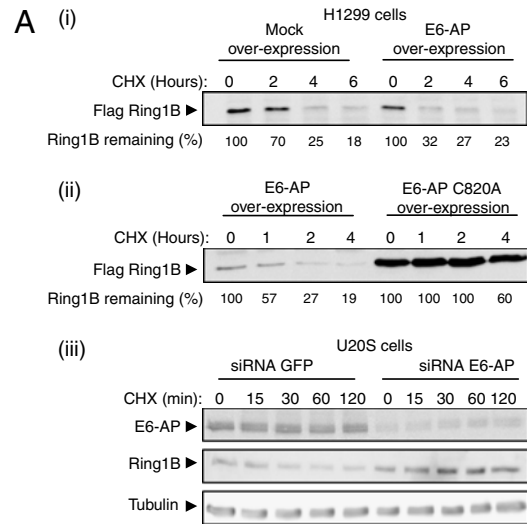 A (i) H1299 cells
Mock over-expression E6-AP over-expression
CHX (Hours): 0 2 4 6 0 2 4 6
Flag Ring1B ►
Ring1B remaining (%) 100 70 25 18 100 32 27 23
(ii) E6-AP over-expression E6-AP C820A over-expression
CHX (Hours): 0 1 2 4 0 1 2 4
Flag Ring1B ►
Ring1B remaining (%) 100 57 27 19 100 100 100 60
(iii) U20S cells
siRNA GFP siRNA E6-AP
CHX (min): 0 15 30 60 120 0 15 30 60 120
E6-AP ►
Ring1B ►
Tubulin ►